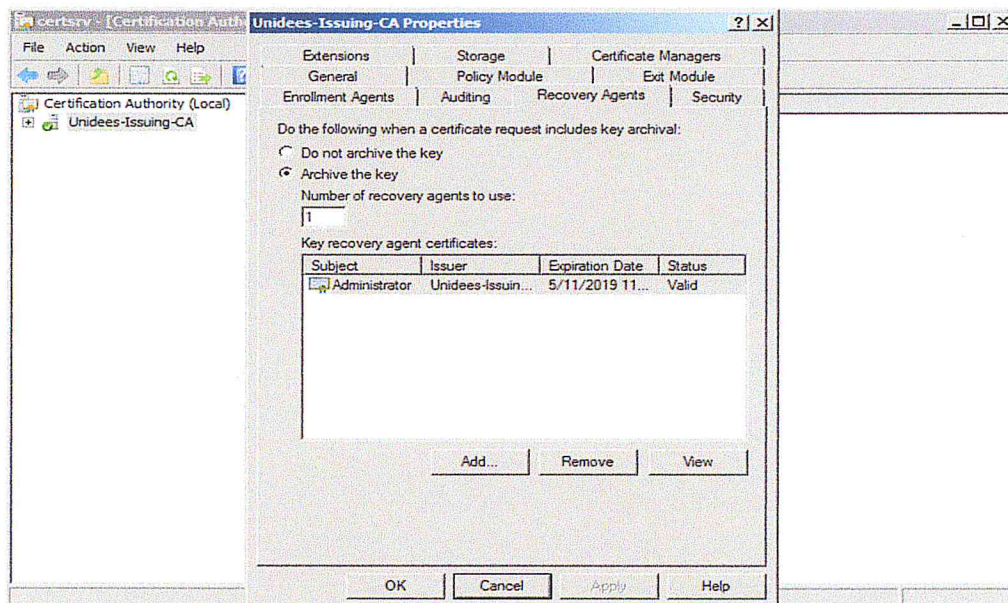 certsrv - [Certification Auth
Unidees-Issuing-CA Properties
File Action View Help
Extensions Storage Certificate Managers
General Policy Module Exit Module
Enrollment Agents Auditing Recovery Agents Security
Certification Authority (Local)
Unidees-Issuing-CA
Do the following when a certificate request includes key archival:
Do not archive the key
Archive the key
Number of recovery agents to use:
1
Key recovery agent certificates:
Subject Issuer Expiration Date Status
Administrator Unidees-Issuin... 5/11/2019 11... Valid
Add... Remove View
OK Cancel Apply Help